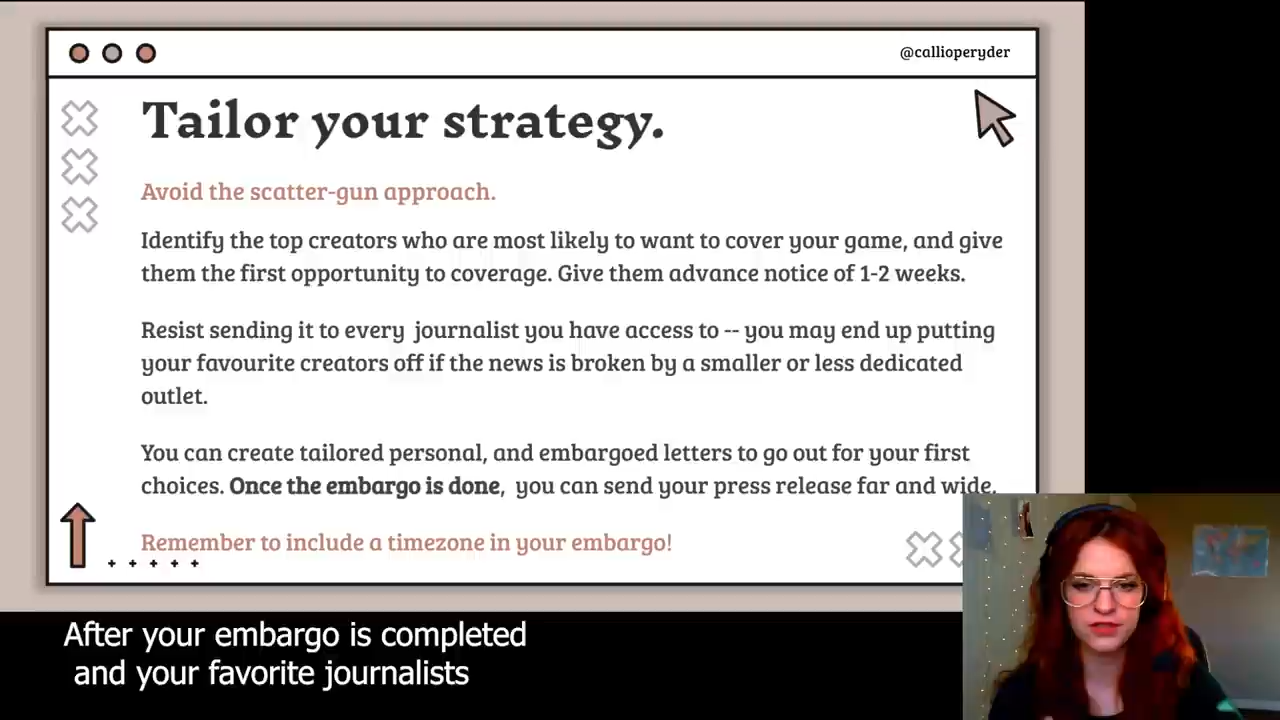 @callioperyder
Tailor your strategy.
Avoid the scatter-gun approach.
Identify the top creators who are most likely to want to cover your game, and give
them the first opportunity to coverage. Give them advance notice of 1-2 weeks.
Resist sending it to every journalist you have access to -- you may end up putting
your favourite creators off if the news is broken by a smaller or less dedicated
outlet.
You can create tailored personal, and embargoed letters to go out for your first
choices. Once the embargo is done, you can send your press release far and wide.
Remember to include a timezone in your embargo!
After your embargo is completed
and your favorite journalists